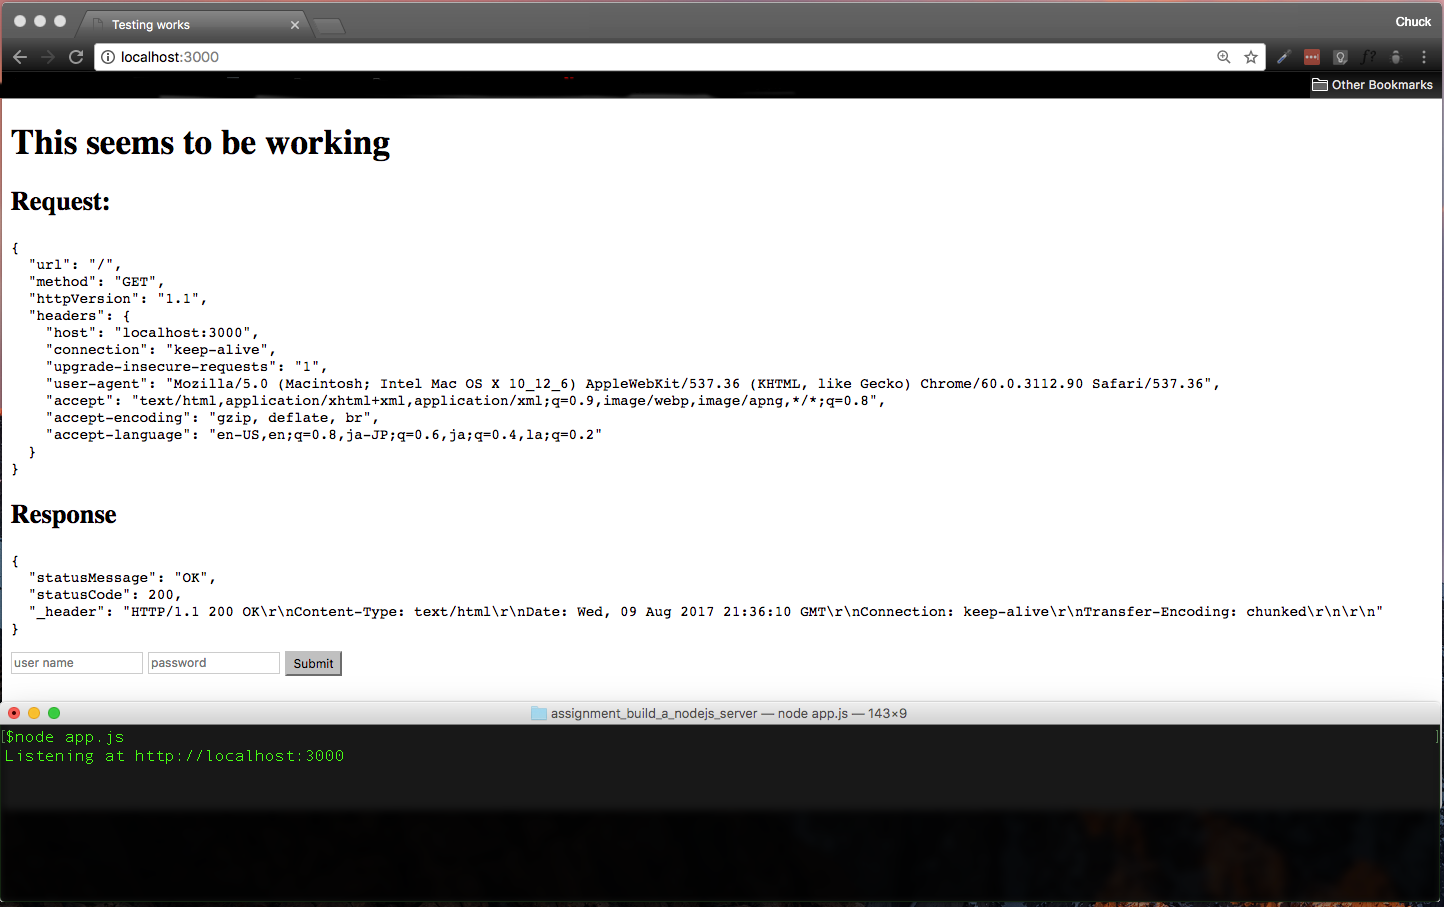 Testing works
Chuck
localhost:3000
Other Bookmarks
This seems to be working
Request:
{
  "url": "/",
  "method": "GET",
  "httpVersion": "1.1",
  "headers": {
    "host": "localhost:3000",
    "connection": "keep-alive",
    "upgrade-insecure-requests": "1",
    "user-agent": "Mozilla/5.0 (Macintosh; Intel Mac OS X 10_12_6) AppleWebKit/537.36 (KHTML, like Gecko) Chrome/60.0.3112.90 Safari/537.36",
    "accept": "text/html,application/xhtml+xml,application/xml;q=0.9,image/webp,image/apng,*/*;q=0.8",
    "accept-encoding": "gzip, deflate, br",
    "accept-language": "en-US,en;q=0.8,ja-JP;q=0.6,ja;q=0.4,la;q=0.2"
  }
}
Response
{
  "statusMessage": "OK",
  "statusCode": 200,
  "_header": "HTTP/1.1 200 OK\r\nContent-Type: text/html\r\nDate: Wed, 09 Aug 2017 21:36:10 GMT\r\nConnection: keep-alive\r\nTransfer-Encoding: chunked\r\n\r\n"
}
user name password Submit
assignment_build_a_nodejs_server — node app.js — 143×9
[$node app.js ]
Listening at http://localhost:3000